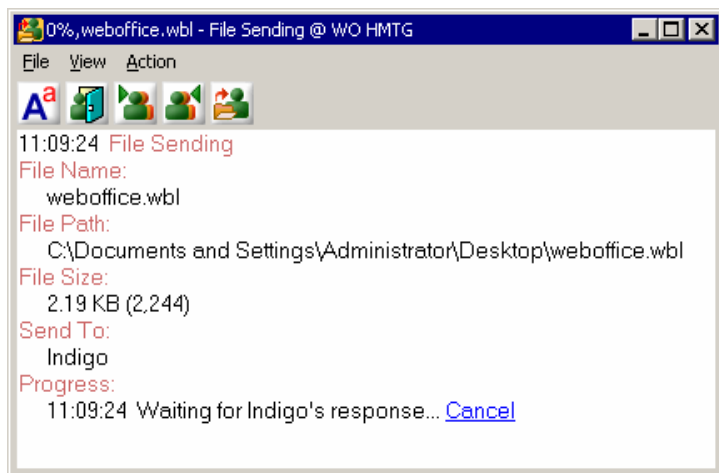 0%,weboffice.wbl - File Sending @ WO HMTG
File View Action
Aa
11:09:24 File Sending
File Name:
weboffice.wbl
File Path:
C:\Documents and Settings\Administrator\Desktop\weboffice.wbl
File Size:
2.19 KB (2,244)
Send To:
Indigo
Progress:
11:09:24 Waiting for Indigo's response... Cancel